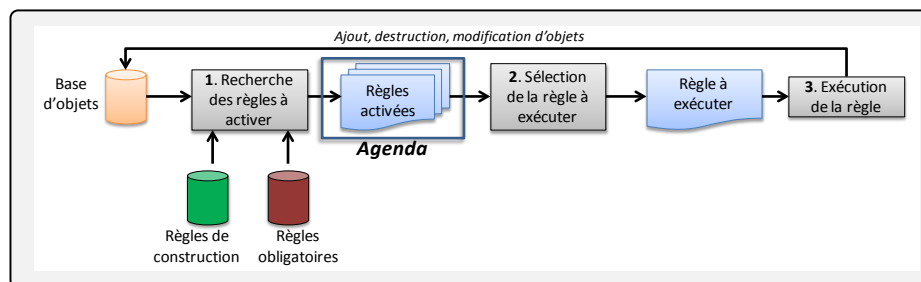 Ajout, destruction, modification d'objets
Base
d'objets
1. Recherche
des règles à
activer
Règles
activées
Agenda
2. Sélection
de la règle à
exécuter
Règle à
exécuter
3. Exécution
de la règle
Règles de
construction
Règles
obligatoires